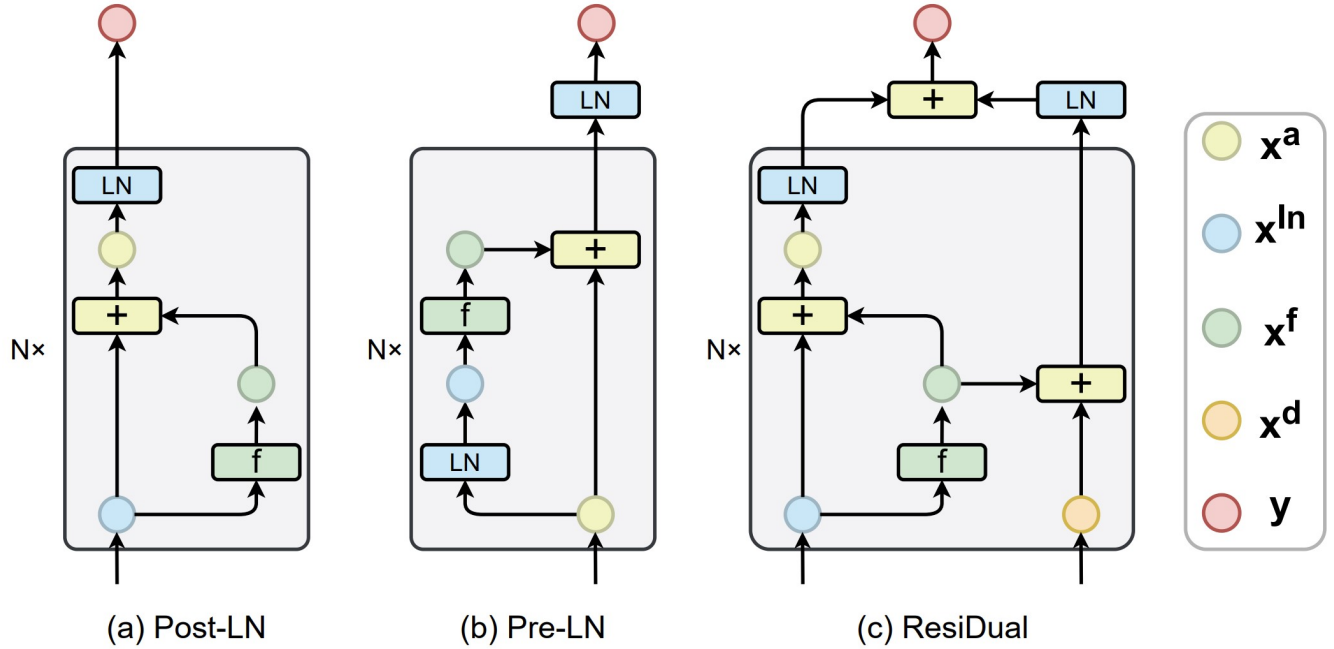 LN
+
f
N×
(a) Post-LN
LN
+
f
LN
N×
(b) Pre-LN
+
LN
LN
+
+
f
N×
(c) ResiDual
x^a
x^ln
x^f
x^d
y